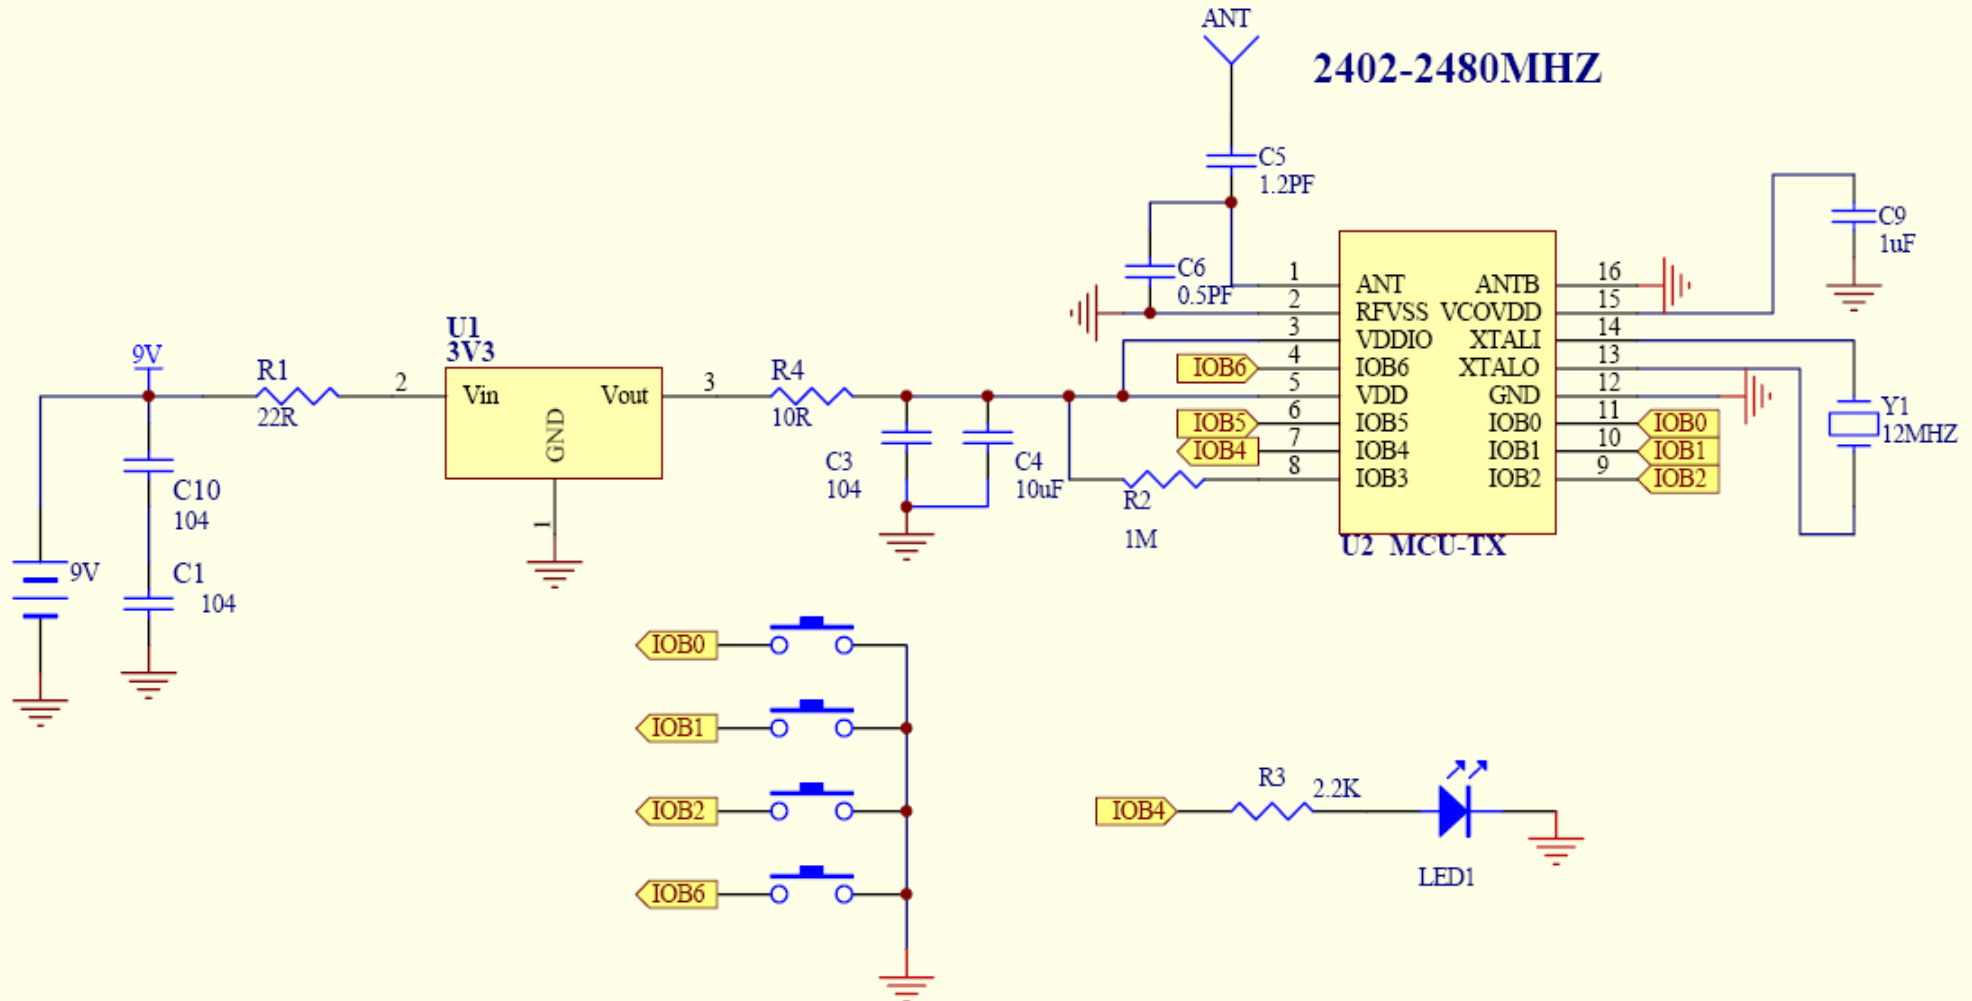 ANT
2402-2480MHZ
C5
1.2PF
C6
0.5PF
C9
1uF
9V
R1
22R
U1
3V3
2
Vin
Vout
3
GND
1
R4
10R
C3
104
C4
10uF
R2
1M
C10
104
C1
104
9V
IOB6
IOB5
IOB4
1
2
3
4
5
6
7
8
ANT
RFVSS
VDDIO
IOB6
VDD
IOB5
IOB4
IOB3
ANTB
VCOVDD
XTALI
XTALO
GND
IOB0
IOB1
IOB2
16
15
14
13
12
11
10
9
IOB0
IOB1
IOB2
U2 MCU-TX
Y1
12MHZ
IOB0
IOB1
IOB2
IOB6
IOB4
R3
2.2K
LED1